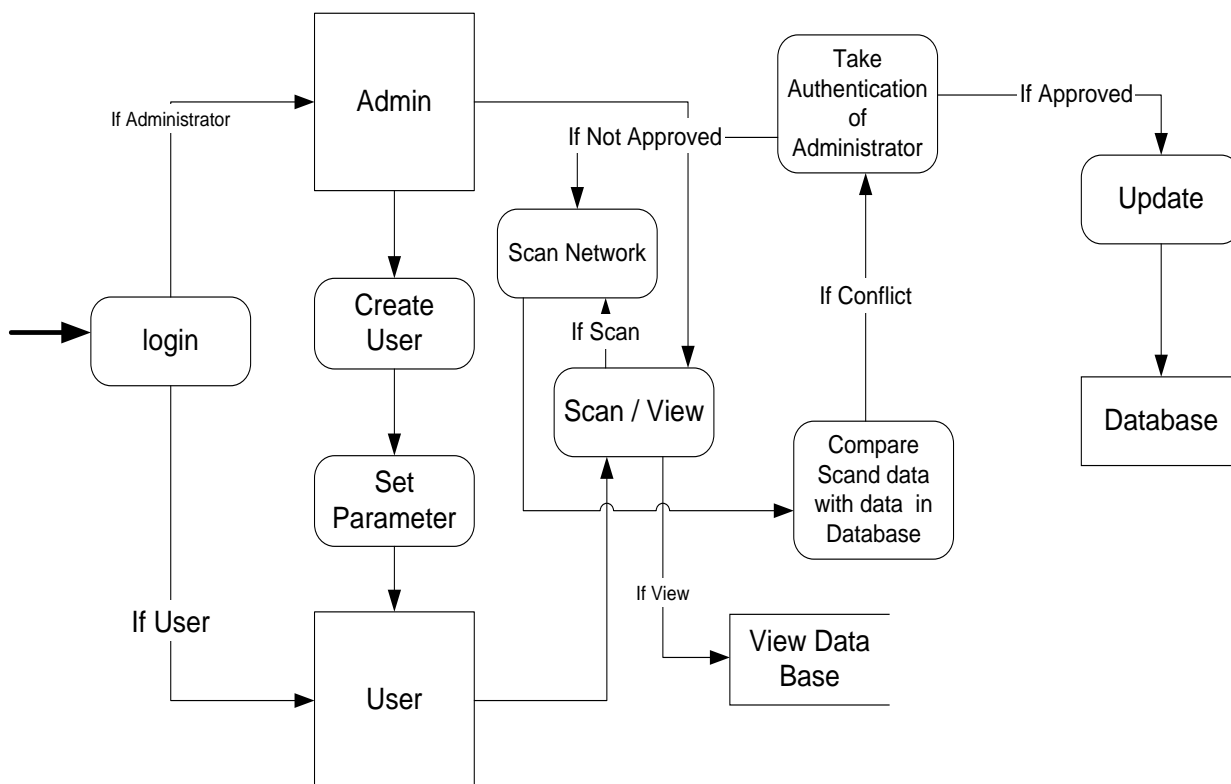 Take
Authentication
of
Administrator
If Approved
Admin
If Administrator
If Not Approved
Update
Scan Network
Create
User
If Conflict
login
If Scan
Scan / View
Database
Compare
Scand data
with data in
Database
Set
Parameter
If User
If View
View Data
Base
User